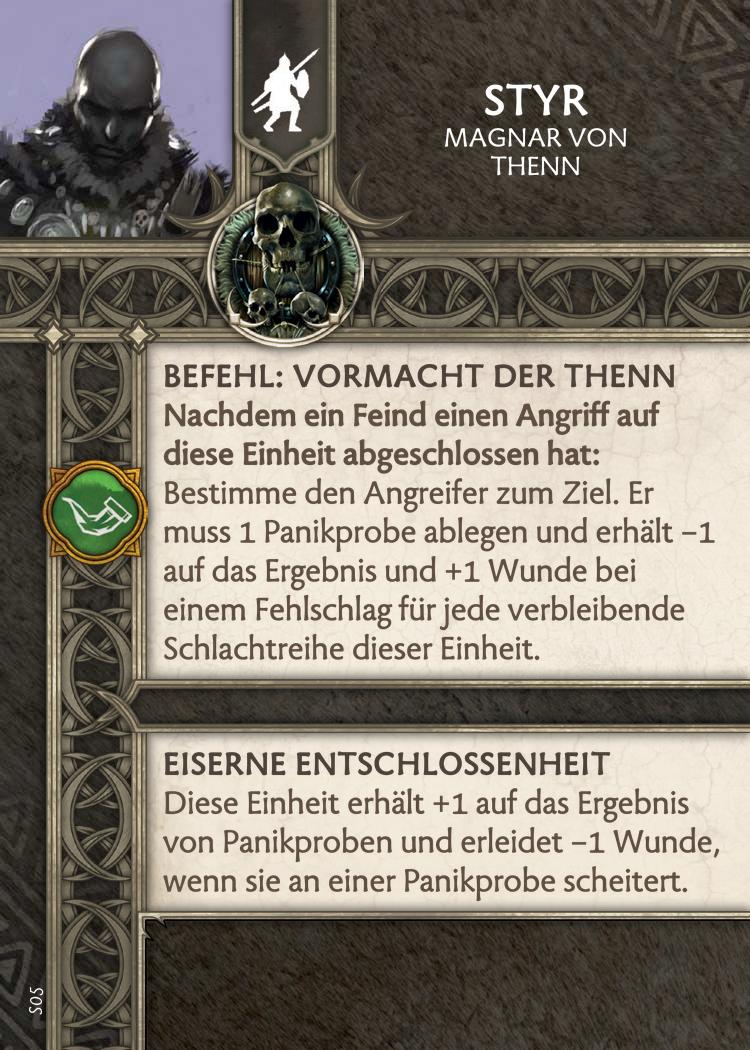 STYR
MAGNAR VON
THENN
BEFEHL: VORMACHT DER THENN
Nachdem ein Feind einen Angriff auf
diese Einheit abgeschlossen hat:
Bestimme den Angreifer zum Ziel. Er
muss 1 Panikprobe ablegen und erhält −1
auf das Ergebnis und +1 Wunde bei
einem Fehlschlag für jede verbleibende
Schlachtreihe dieser Einheit.
EISERNE ENTSCHLOSSENHEIT
Diese Einheit erhält +1 auf das Ergebnis
von Panikproben und erleidet −1 Wunde,
wenn sie an einer Panikprobe scheitert.
S05